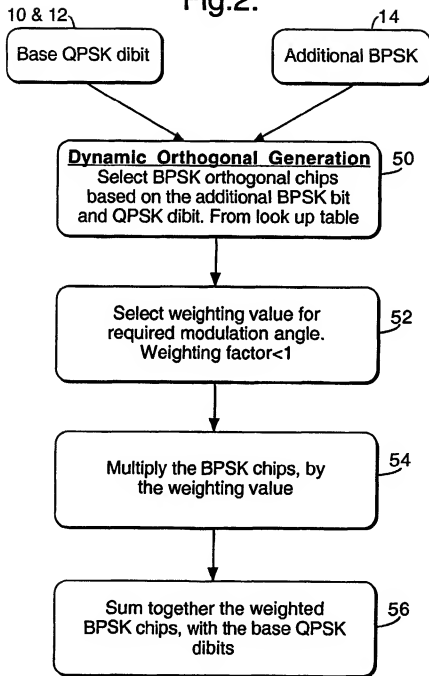 Fig.2.
10 & 12
14
Base QPSK dibit
Additional BPSK
Dynamic Orthogonal Generation
50
Select BPSK orthogonal chips
based on the additional BPSK bit
and QPSK dibit. From look up table
Select weighting value for
required modulation angle.
Weighting factor<1
52
Multiply the BPSK chips, by
the weighting value
54
Sum together the weighted
BPSK chips, with the base QPSK
dibits
56